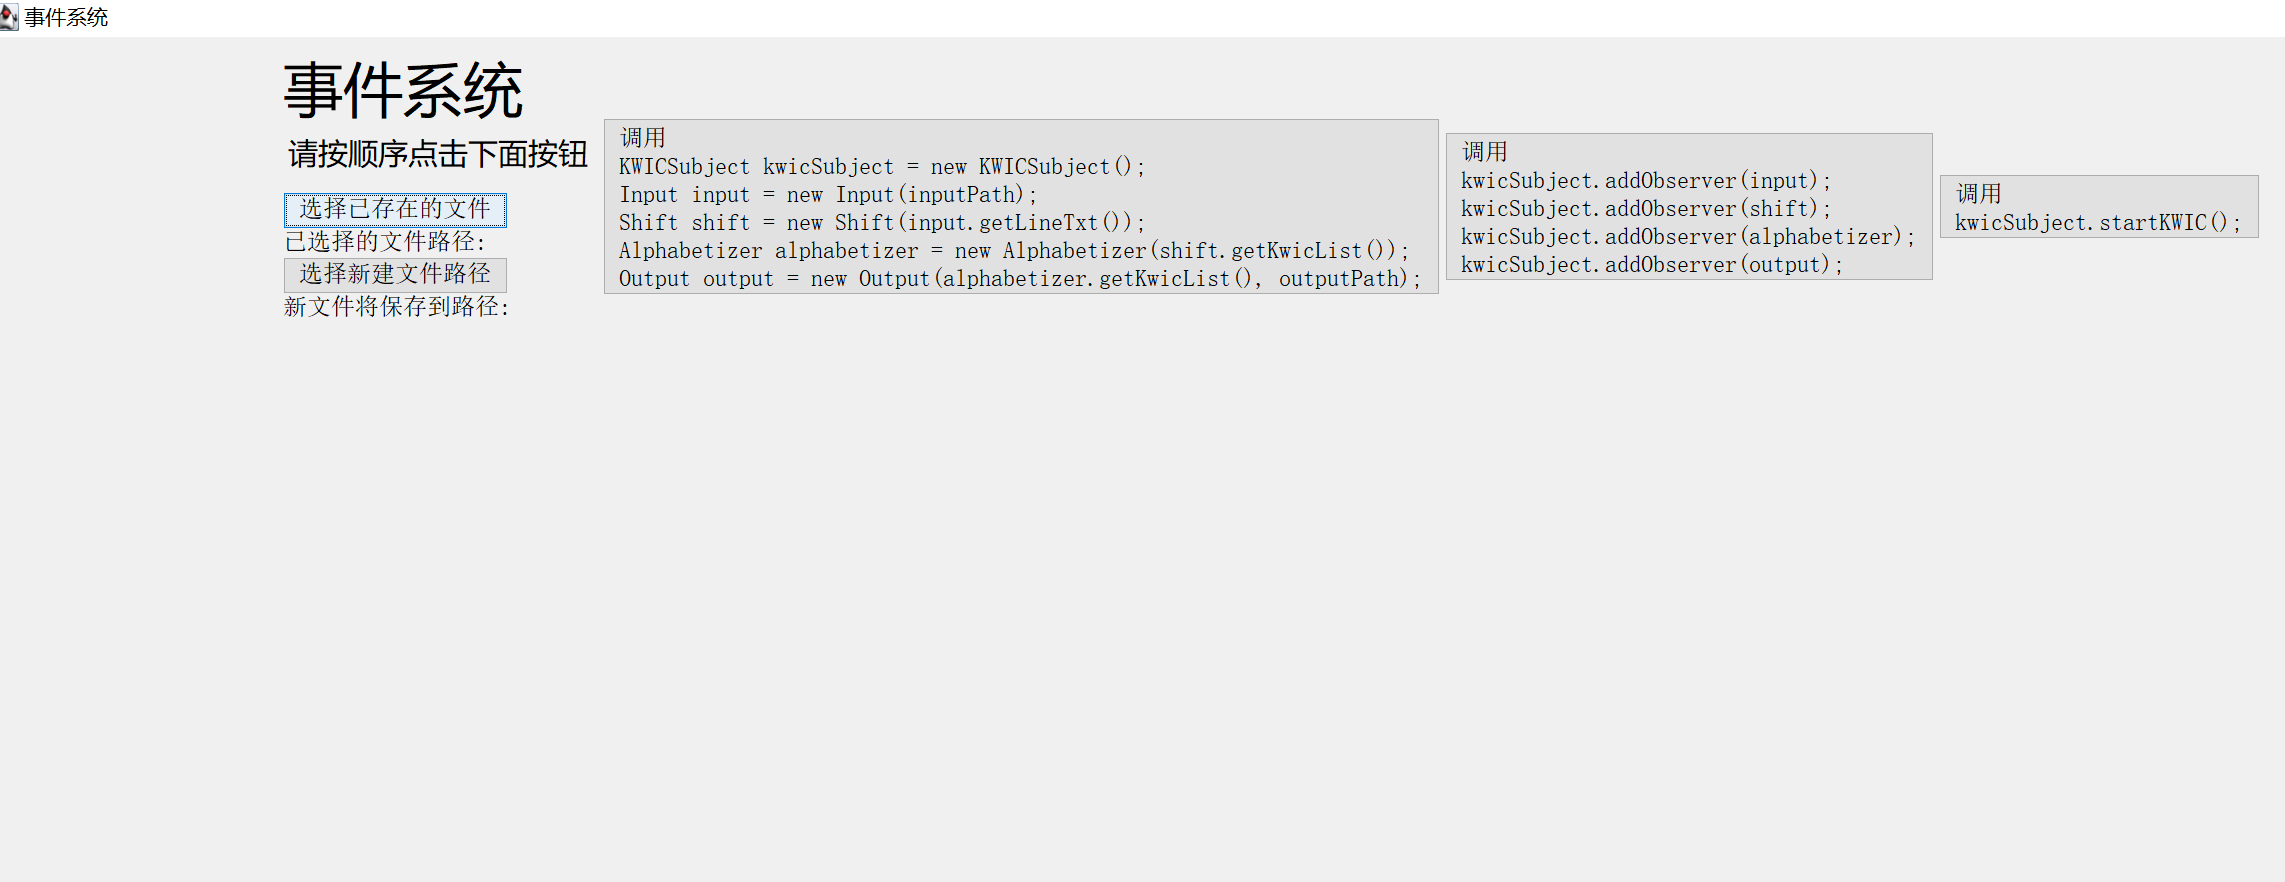 事件系统
事件系统
请按顺序点击下面按钮
选择已存在的文件
已选择的文件路径:
选择新建文件路径
新文件将保存到路径:
调用
KWICSubject kwicSubject = new KWICSubject();
Input input = new Input(inputPath);
Shift shift = new Shift(input.getLineTxt());
Alphabetizer alphabetizer = new Alphabetizer(shift.getKwicList());
Output output = new Output(alphabetizer.getKwicList(), outputPath);
调用
kwicSubject.addObserver(input);
kwicSubject.addObserver(shift);
kwicSubject.addObserver(alphabetizer);
kwicSubject.addObserver(output);
调用
kwicSubject.startKWIC();